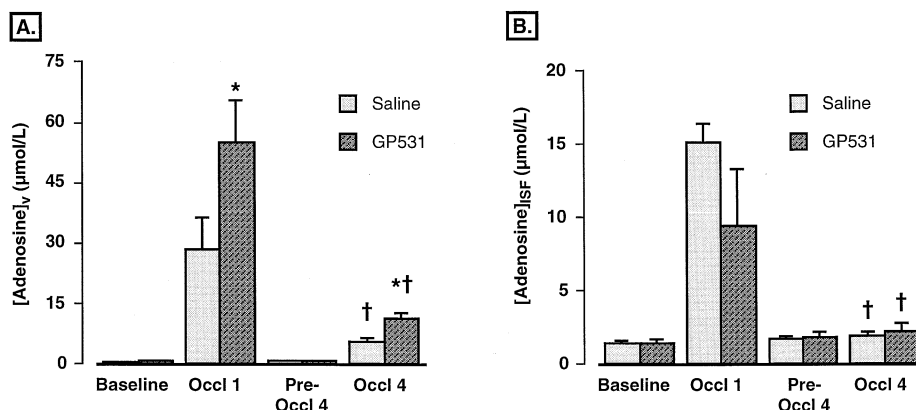 A.
[Adenosine]V (µmol/L)
75
60
45
30
15
0
*
†
*†
Saline
GP531
Baseline
Occl 1
Pre-
Occl 4
Occl 4
B.
[Adenosine]ISF (µmol/L)
20
15
10
5
0
†
†
Saline
GP531
Baseline
Occl 1
Pre-
Occl 4
Occl 4